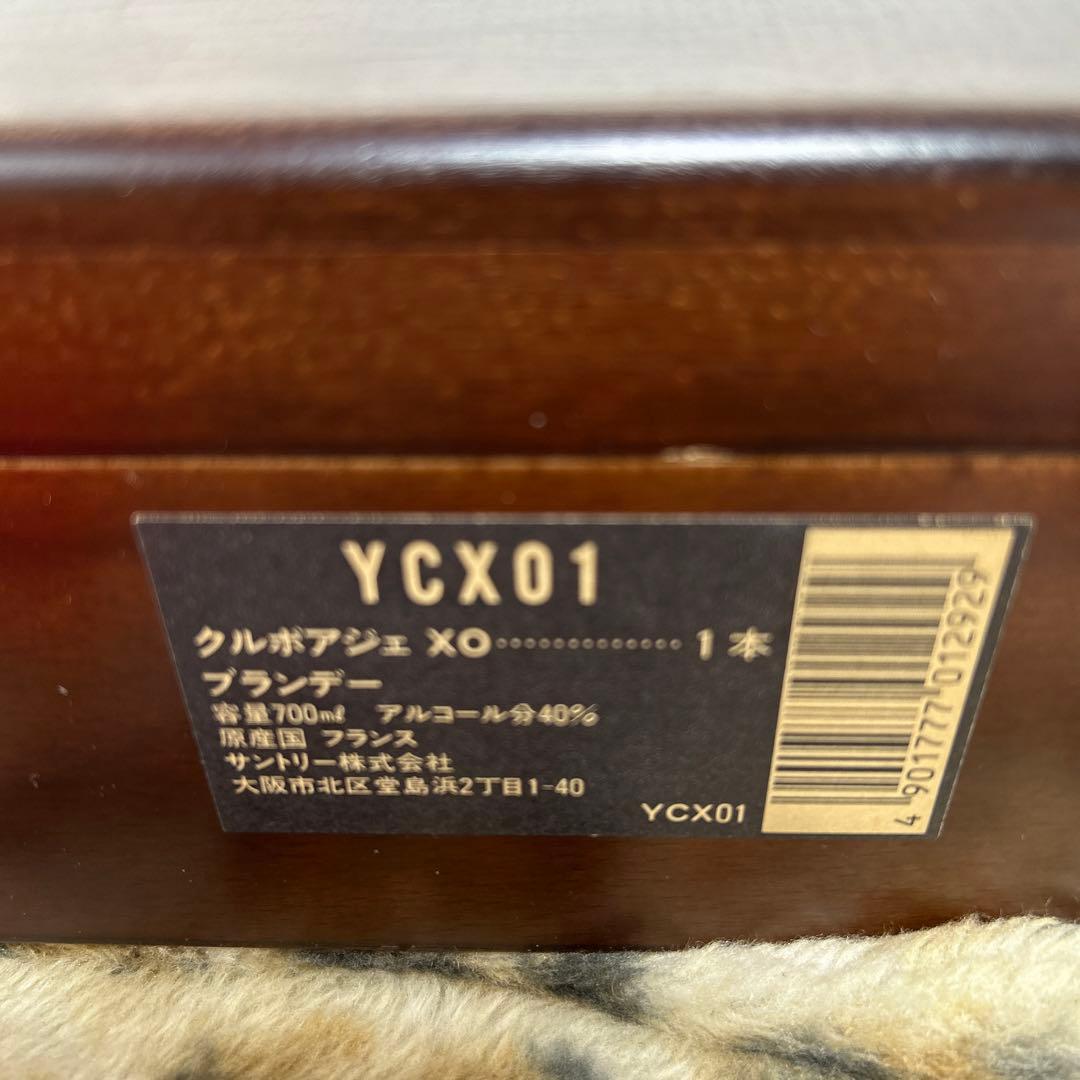 YCX01
クルボアジェ XO·············· 1本
ブランデー
容量700㎖ アルコール分40%
原産国 フランス
サントリー株式会社
大阪市北区堂島浜2丁目1-40
YCX01
4 901777 012929